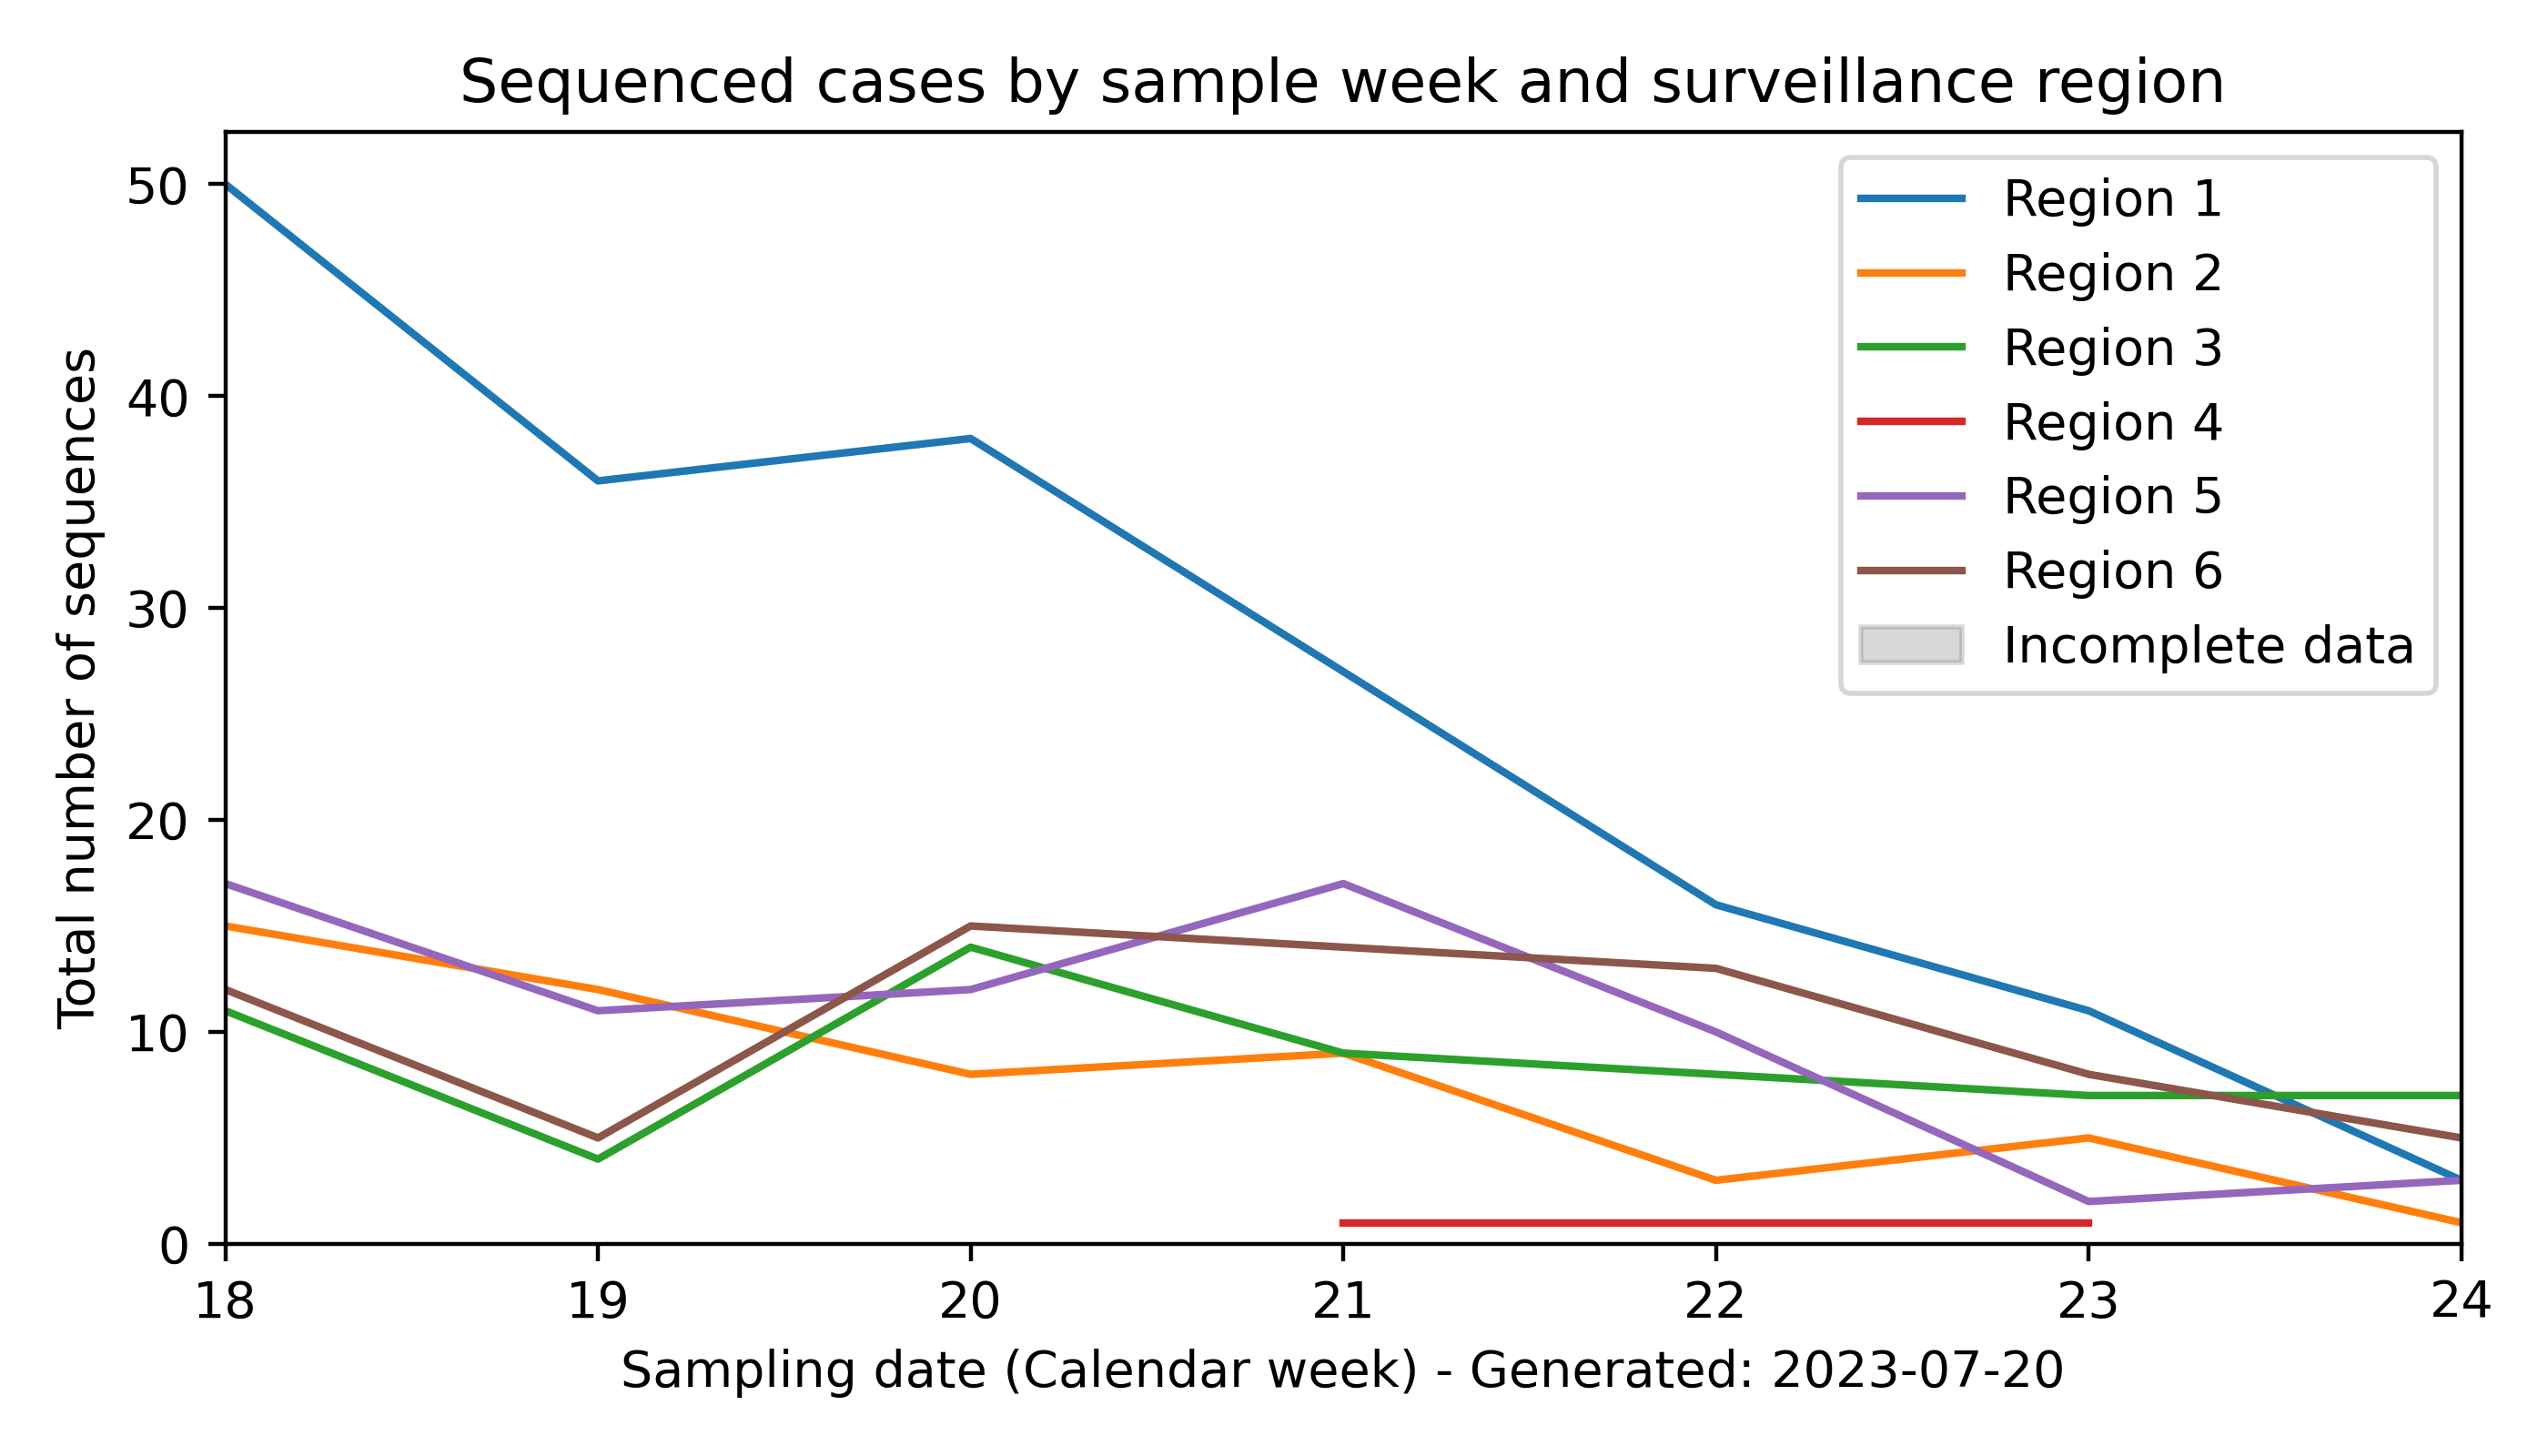 Sequenced cases by sample week and surveillance region
Total number of sequences
50
40
30
20
10
0
Region 1
Region 2
Region 3
Region 4
Region 5
Region 6
Incomplete data
18 19 20 21 22 23 24
Sampling date (Calendar week) - Generated: 2023-07-20